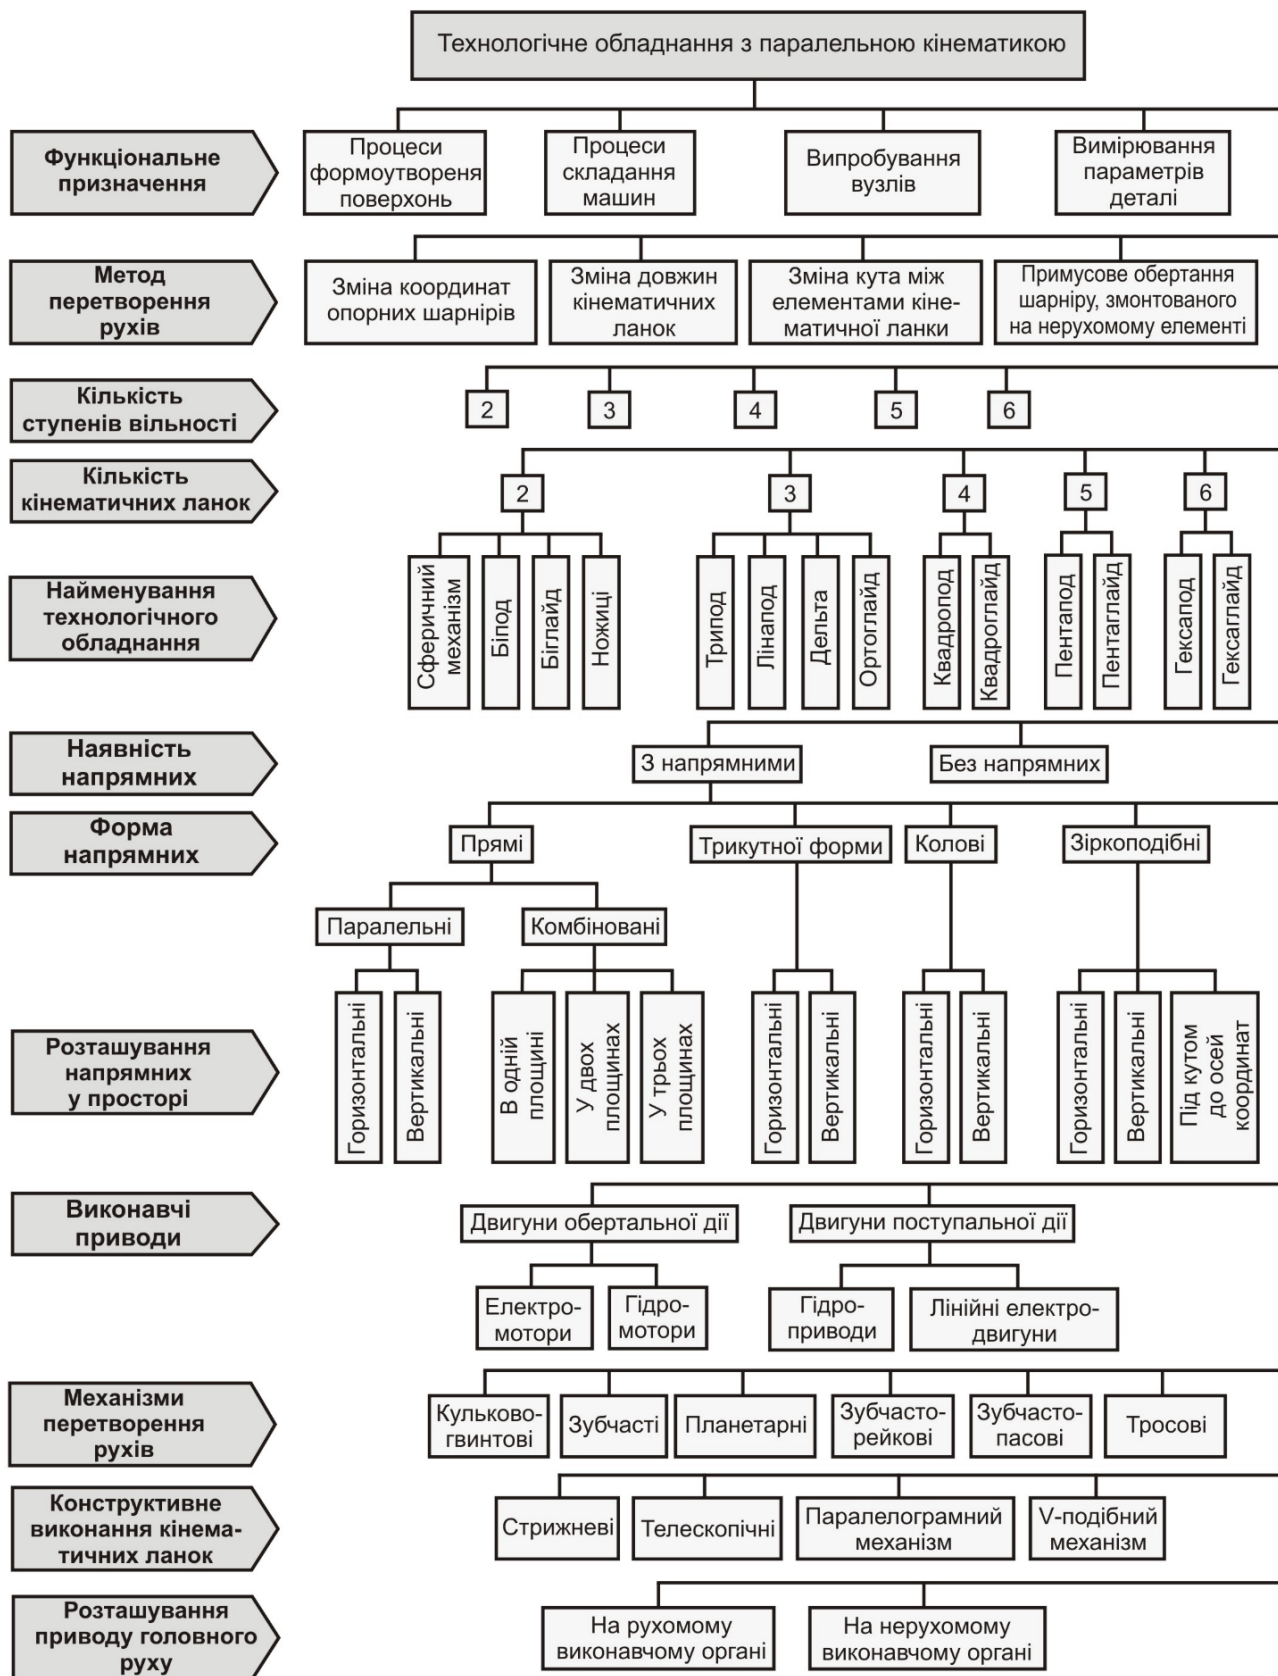 Технологічне обладнання з паралельною кінематикою
Функціональне
призначення
Процеси
формоутвореня
поверхонь
Процеси
складання
машин
Випробування
вузлів
Вимірювання
параметрів
деталі
Метод
перетворення
рухів
Зміна координат
опорних шарнірів
Зміна довжин
кінематичних
ланок
Зміна кута між
елементами кіне-
матичної ланки
Примусове обертання
шарніру, змонтованого
на нерухомому елементі
Кількість
ступенів вільності
2
3
4
5
6
Кількість
кінематичних ланок
2
3
4
5
6
Найменування
технологічного
обладнання
Сферичний
механізм
Біпод
Біглайд
Ножиці
Трипод
Лінапод
Дельта
Ортоглайд
Квадропод
Квадроглайд
Пентапод
Пентаглайд
Гексапод
Гексаглайд
Наявність
напрямних
З напрямними
Без напрямних
Форма
напрямних
Прямі
Трикутної форми
Колові
Зіркоподібні
Паралельні
Комбіновані
Розташування
напрямних
у просторі
Горизонтальні
Вертикальні
В одній
площині
У двох
площинах
У трьох
площинах
Горизонтальні
Вертикальні
Горизонтальні
Вертикальні
Горизонтальні
Вертикальні
Під кутом
до осей
координат
Виконавчі
приводи
Двигуни обертальної дії
Двигуни поступальної дії
Електро-
мотори
Гідро-
мотори
Гідро-
приводи
Лінійні електро-
двигуни
Механізми
перетворення
рухів
Кульково-
гвинтові
Зубчасті
Планетарні
Зубчасто-
рейкові
Зубчасто-
пасові
Тросові
Конструктивне
виконання кінема-
тичних ланок
Стрижневі
Телескопічні
Паралелограмний
механізм
V-подібний
механізм
Розташування
приводу головного
руху
На рухомому
виконавчому органі
На нерухомому
виконавчому органі